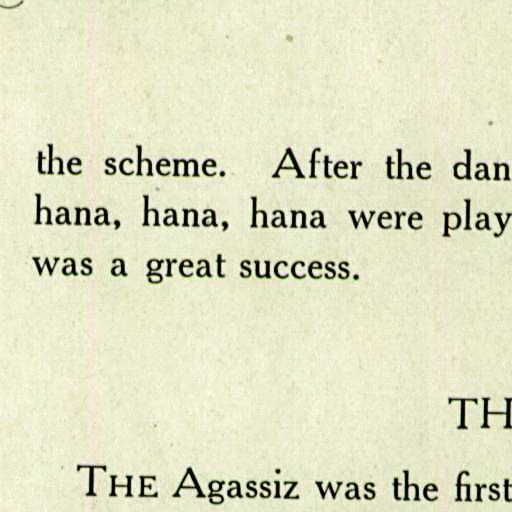 the scheme. After the dan
hana, hana, hana were play
was a great success.
TH
THE Agassiz was the first